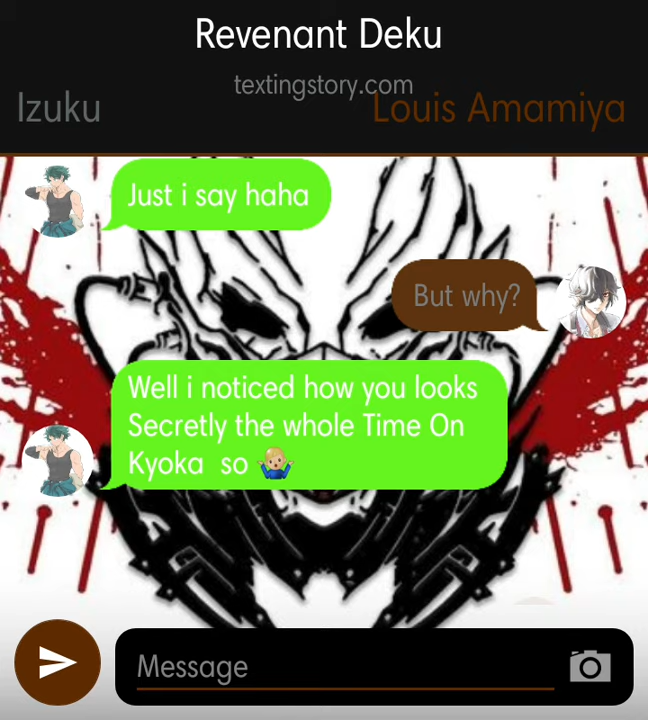 Revenant Deku
textingstory.com
Izuku
Louis Amamiya
Just i say haha
But why?
Well i noticed how you looks
Secretly the whole Time On
Kyoka so 🤷🏼‍♂️
Message